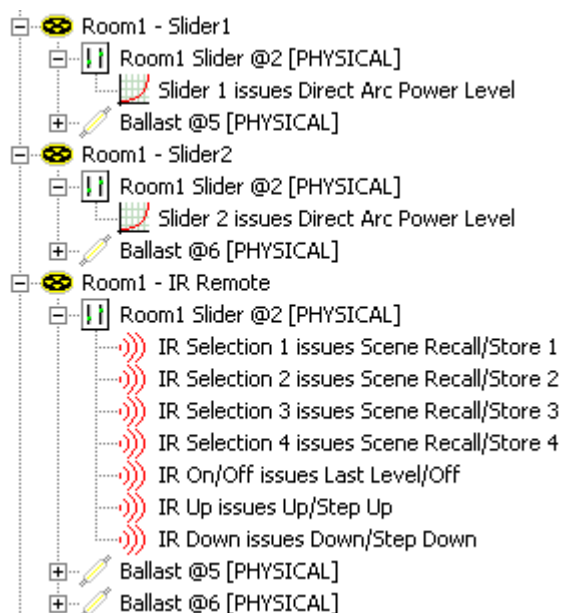 Room1 - Slider1
Room1 Slider @2 [PHYSICAL]
Slider 1 issues Direct Arc Power Level
Ballast @5 [PHYSICAL]
Room1 - Slider2
Room1 Slider @2 [PHYSICAL]
Slider 2 issues Direct Arc Power Level
Ballast @6 [PHYSICAL]
Room1 - IR Remote
Room1 Slider @2 [PHYSICAL]
IR Selection 1 issues Scene Recall/Store 1
IR Selection 2 issues Scene Recall/Store 2
IR Selection 3 issues Scene Recall/Store 3
IR Selection 4 issues Scene Recall/Store 4
IR On/Off issues Last Level/Off
IR Up issues Up/Step Up
IR Down issues Down/Step Down
Ballast @5 [PHYSICAL]
Ballast @6 [PHYSICAL]